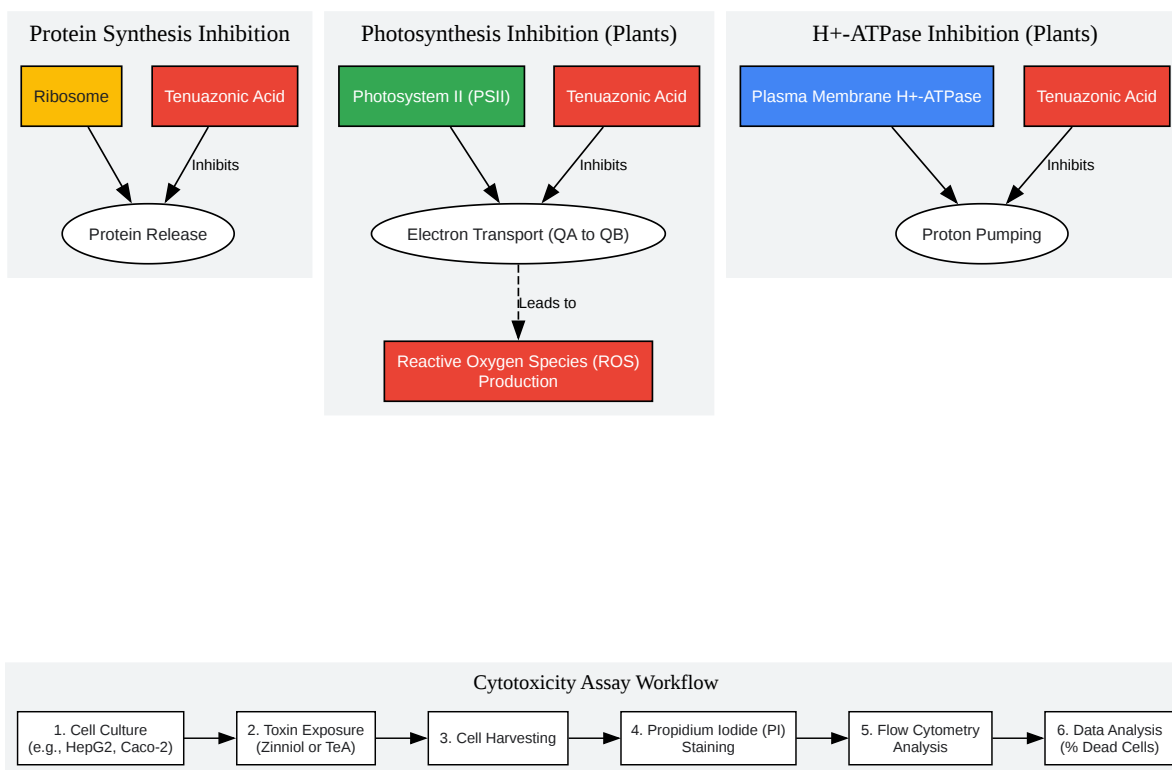 Protein Synthesis Inhibition
Ribosome
Tenuazonic Acid
Inhibits
Protein Release
Photosynthesis Inhibition (Plants)
Photosystem II (PSII)
Tenuazonic Acid
Inhibits
Electron Transport (QA to QB)
Leads to
Reactive Oxygen Species (ROS)
Production
H+-ATPase Inhibition (Plants)
Plasma Membrane H+-ATPase
Tenuazonic Acid
Inhibits
Proton Pumping
Cytotoxicity Assay Workflow
1. Cell Culture
(e.g., HepG2, Caco-2)
2. Toxin Exposure
(Zinniol or TeA)
3. Cell Harvesting
4. Propidium Iodide (PI)
Staining
5. Flow Cytometry
Analysis
6. Data Analysis
(% Dead Cells)